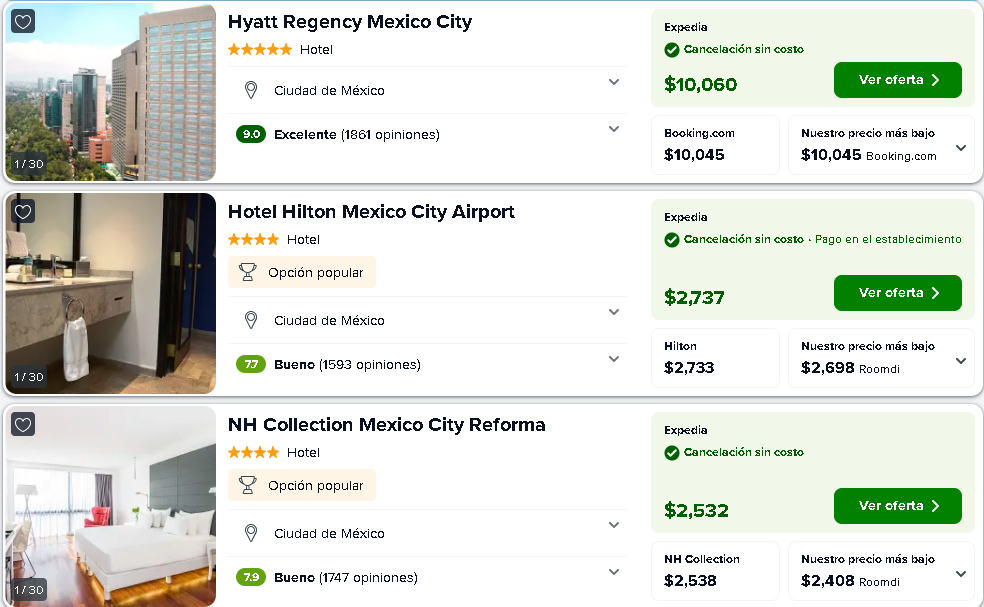 Hyatt Regency Mexico City
Hotel
Ciudad de México
9.0 Excelente (1861 opiniones)
1 / 30
Expedia
Cancelación sin costo
$10,060
Ver oferta
Booking.com
$10,045
Nuestro precio más bajo
$10,045 Booking.com
Hotel Hilton Mexico City Airport
Hotel
Opción popular
Ciudad de México
7.7 Bueno (1593 opiniones)
1 / 30
Expedia
Cancelación sin costo · Pago en el establecimiento
$2,737
Ver oferta
Hilton
$2,733
Nuestro precio más bajo
$2,698 Roomdi
NH Collection Mexico City Reforma
Hotel
Opción popular
Ciudad de México
7.9 Bueno (1747 opiniones)
1 / 30
Expedia
Cancelación sin costo
$2,532
Ver oferta
NH Collection
$2,538
Nuestro precio más bajo
$2,408 Roomdi